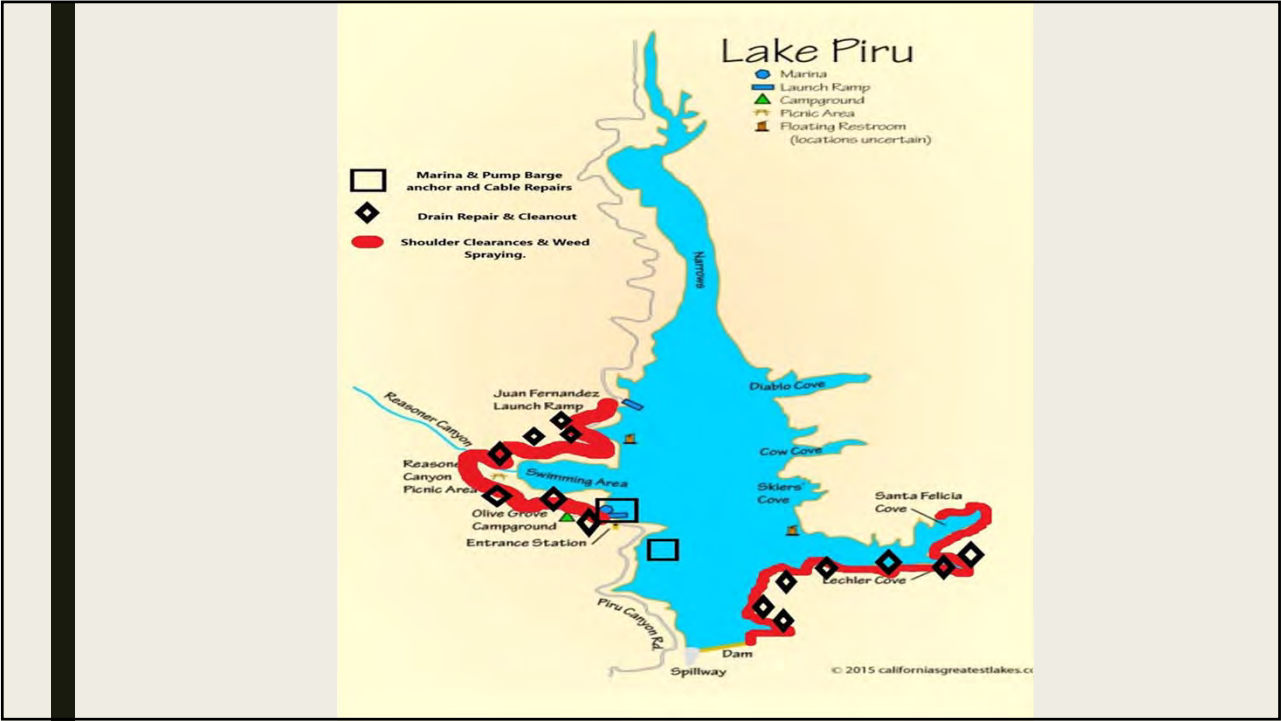 Lake Piru
Marina
Launch Ramp
Campground
Picnic Area
Floating Restroom
(locations uncertain)
Marina & Pump Barge
anchor and Cable Repairs
Drain Repair & Cleanout
Shoulder Clearances & Weed
Spraying.
Narrows
Diablo Cove
Juan Fernandez
Launch Ramp
Reasoner Canyon
Cow Cove
Reasone
Canyon
Picnic Area
Swimming Area
Skiers'
Cove
Santa Felicia
Cove
Olive Grove
Campground
Entrance Station
Lechler Cove
Piru Canyon Rd.
Dam
Spillway
© 2015 californiasgreatestlakes.co